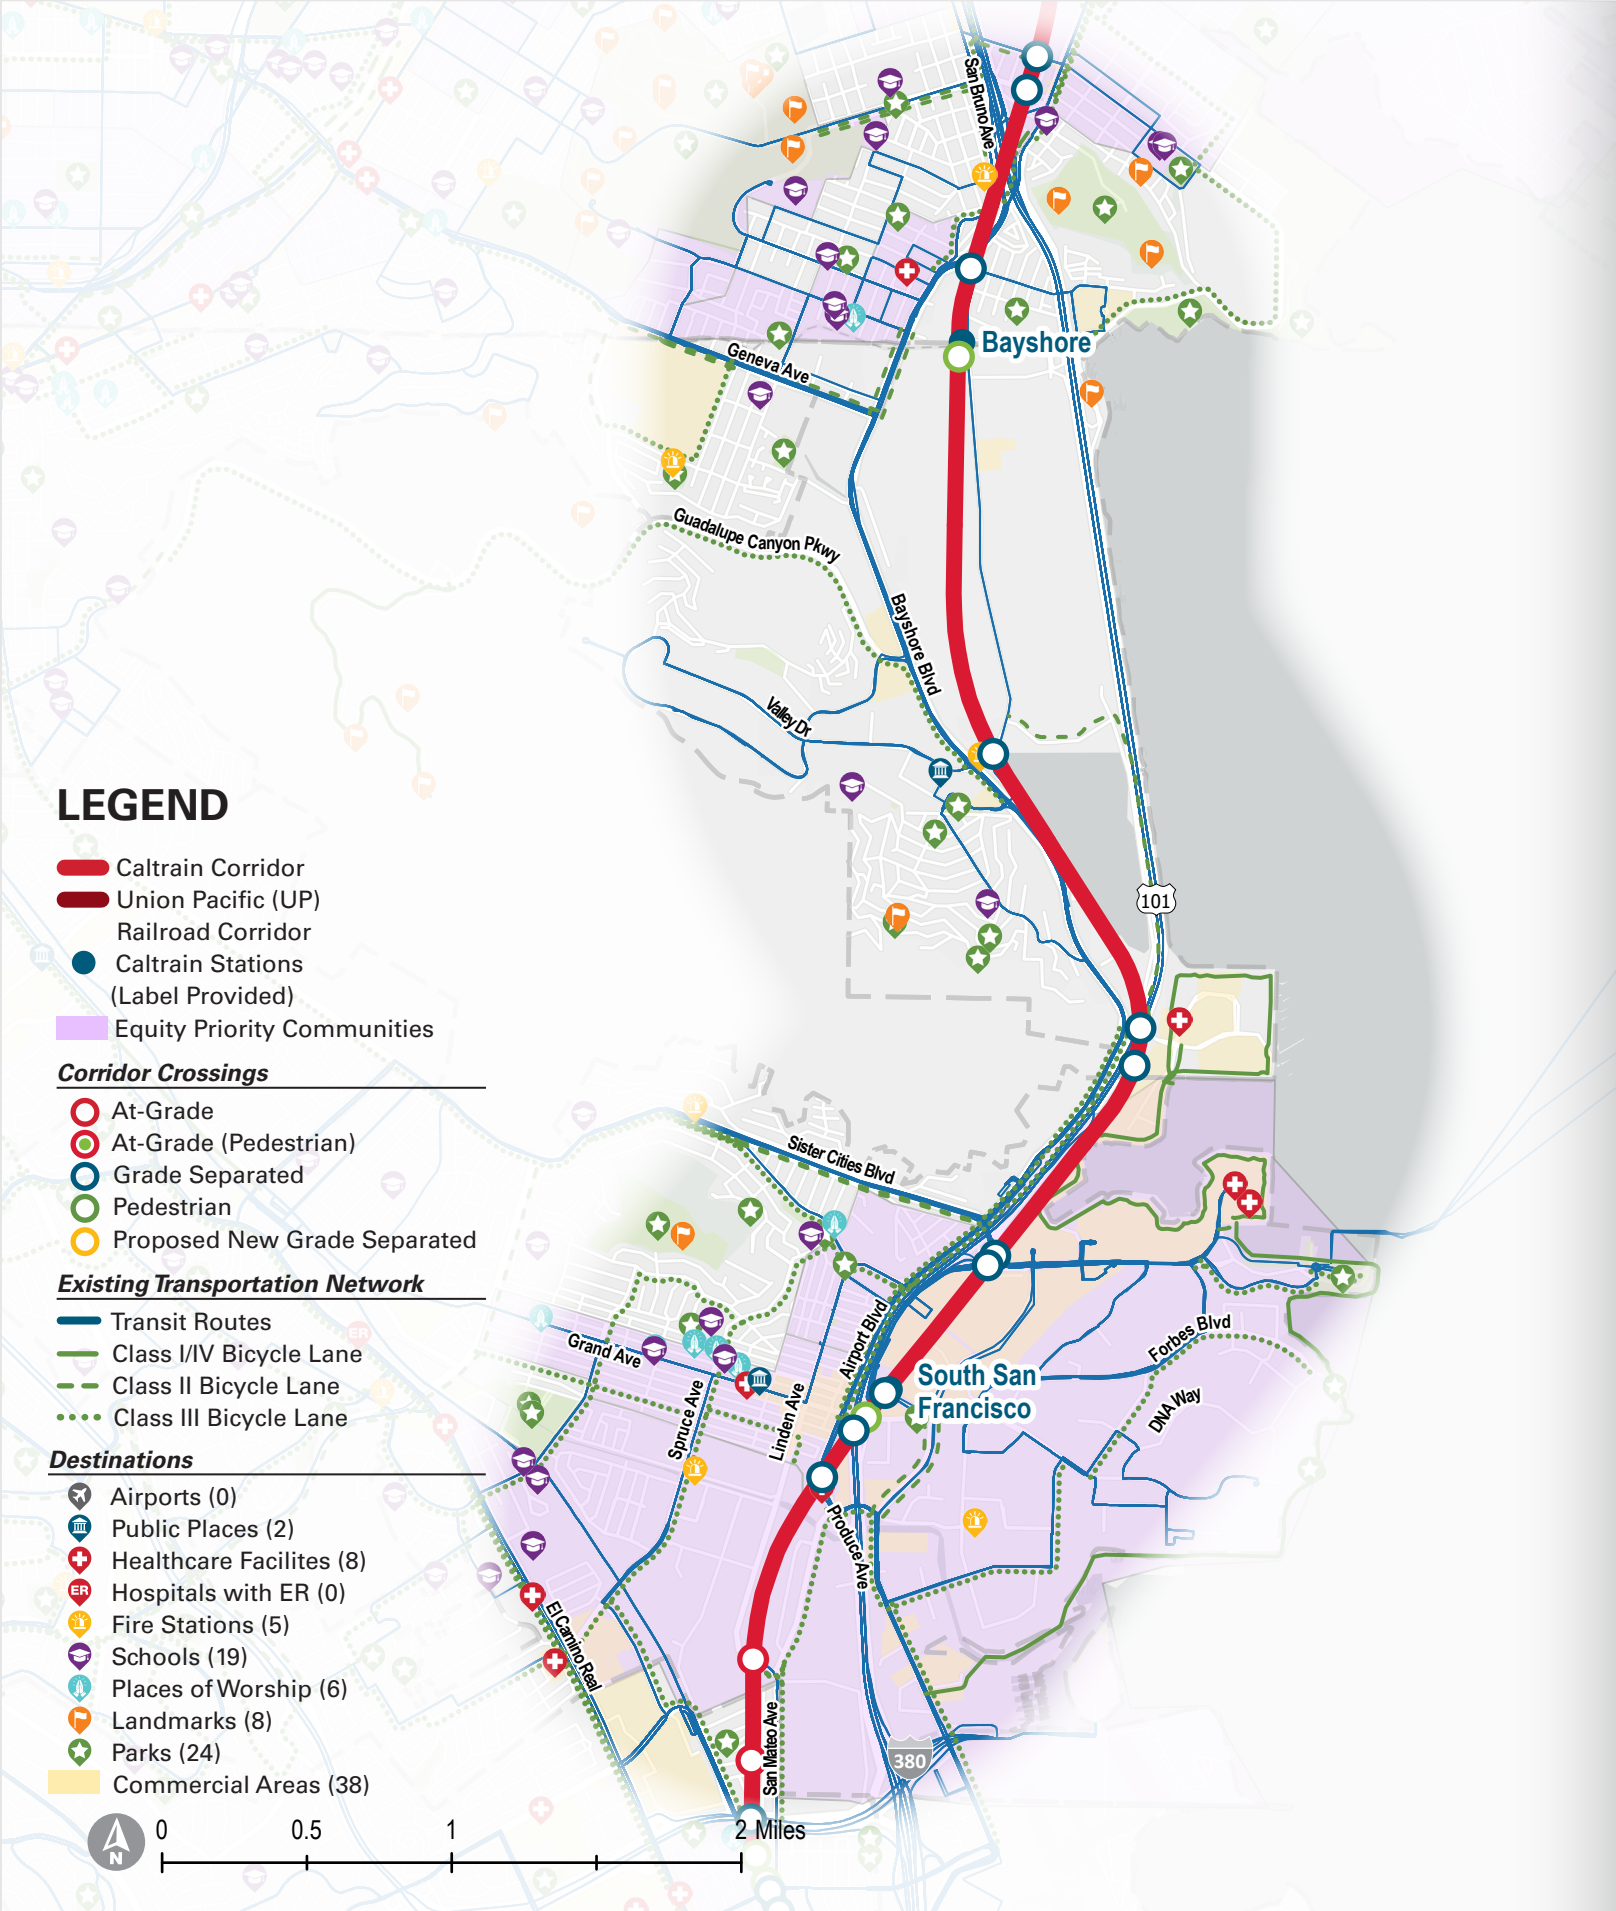 San Bruno Ave
Bayshore
Geneva Ave
Guadalupe Canyon Pkwy
Bayshore Blvd
Valley Dr
101
Sister Cities Blvd
Airport Blvd
Forbes Blvd
Grand Ave
South San
Francisco
DNA Way
Spruce Ave
Linden Ave
Produce Ave
El Camino Real
San Mateo Ave
380
ER
LEGEND
Caltrain Corridor
Union Pacific (UP)
Railroad Corridor
Caltrain Stations
(Label Provided)
Equity Priority Communities
Corridor Crossings
At-Grade
At-Grade (Pedestrian)
Grade Separated
Pedestrian
Proposed New Grade Separated
Existing Transportation Network
Transit Routes
Class I/IV Bicycle Lane
Class II Bicycle Lane
Class III Bicycle Lane
Destinations
Airports (0)
Public Places (2)
Healthcare Facilites (8)
ER Hospitals with ER (0)
Fire Stations (5)
Schools (19)
Places of Worship (6)
Landmarks (8)
Parks (24)
Commercial Areas (38)
N
0 0.5 1 2 Miles